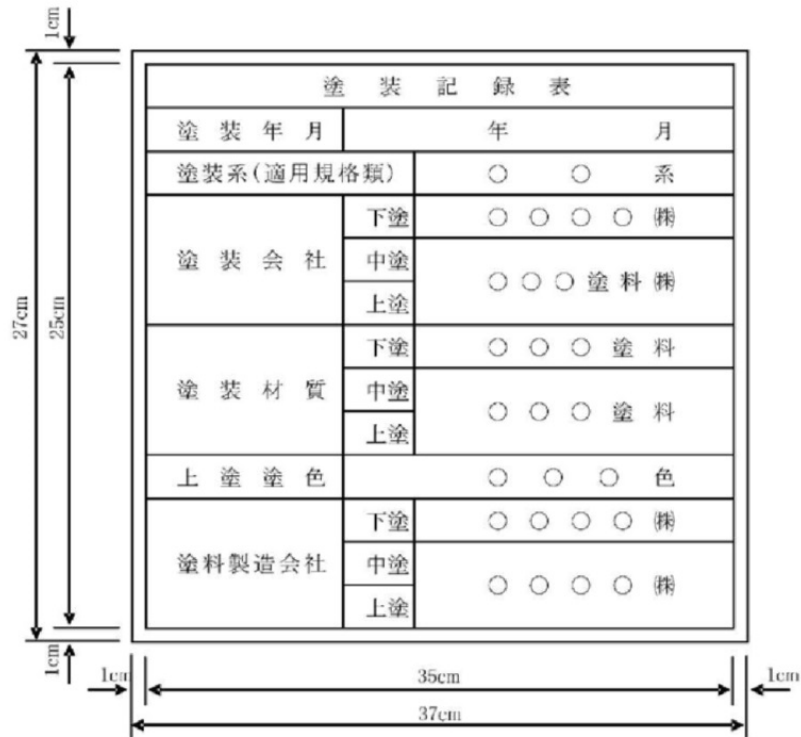 1cm
塗装記録表
塗装年月 年 月
塗装系(適用規格類) ○ ○ 系
塗装会社
下塗 ○○○○㈱
中塗
上塗
○○○塗料㈱
塗装材質
下塗 ○○○塗料
中塗
上塗
○○○塗料
上塗塗色 ○○○色
塗料製造会社
下塗 ○○○○㈱
中塗
上塗
○○○○㈱
27cm
25cm
1cm
1cm
35cm
1cm
37cm